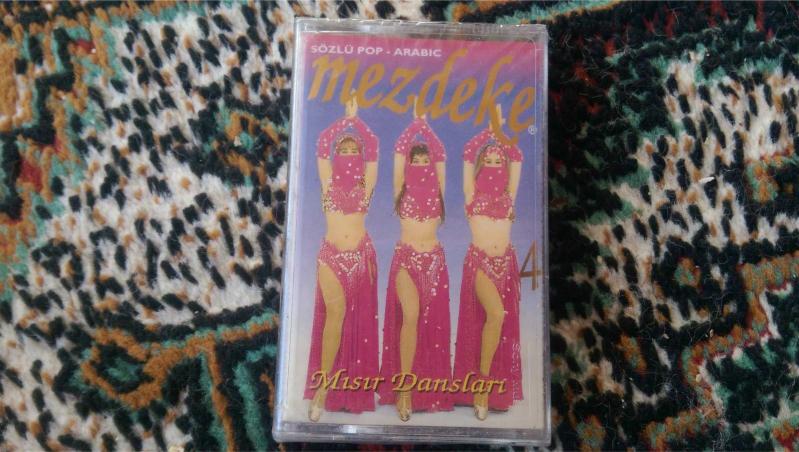 SÖZLÜ POP - ARABIC
mezdeke®
4
Mısır Dansları